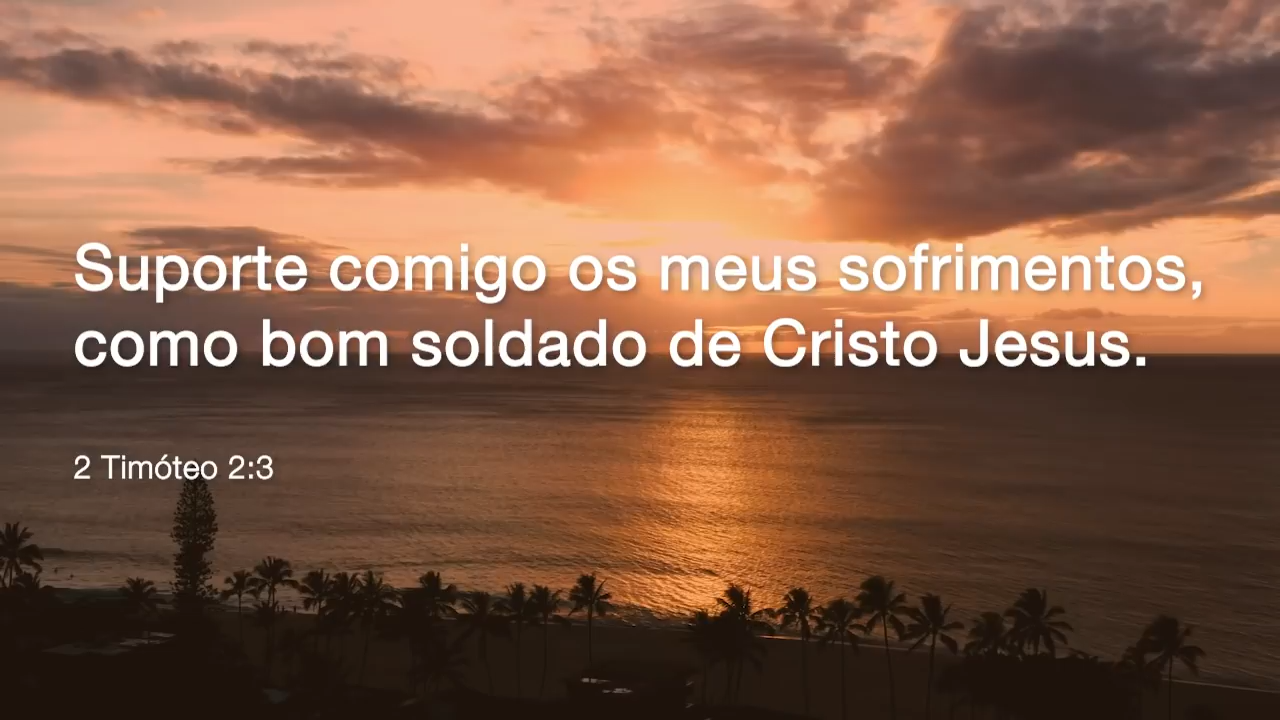 Suporte comigo os meus sofrimentos,
como bom soldado de Cristo Jesus.
2 Timóteo 2:3